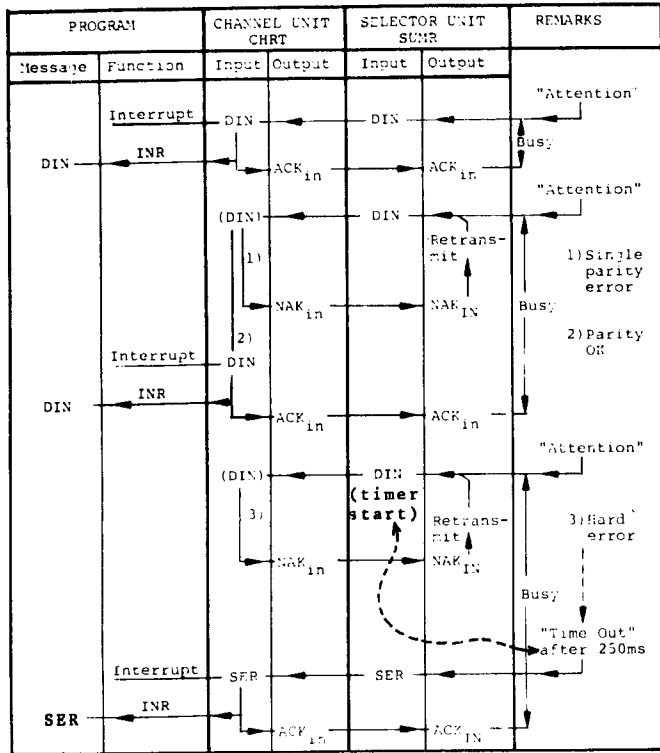 PROGRAM CHANNEL UNIT CHRT SELECTOR UNIT SUMR REMARKS
Message Function Input Output Input Output
"Attention"
Interrupt DIN DIN
Busy
DIN INR ACKin ACKin
"Attention"
(DIN) DIN
Retrans-
mit
1)
1)Single
parity
error
NAKin NAKIN
Busy
2)
2)Parity
OK
Interrupt DIN
DIN INR
ACKin ACKin
"Attention"
(DIN) DIN
(timer
start)
3)
Retrans-
mit
3)Hard
error
NAKin NAKIN
Busy
"Time Out"
after 250ms
Interrupt SER SER
SER INR
ACKin ACKIN